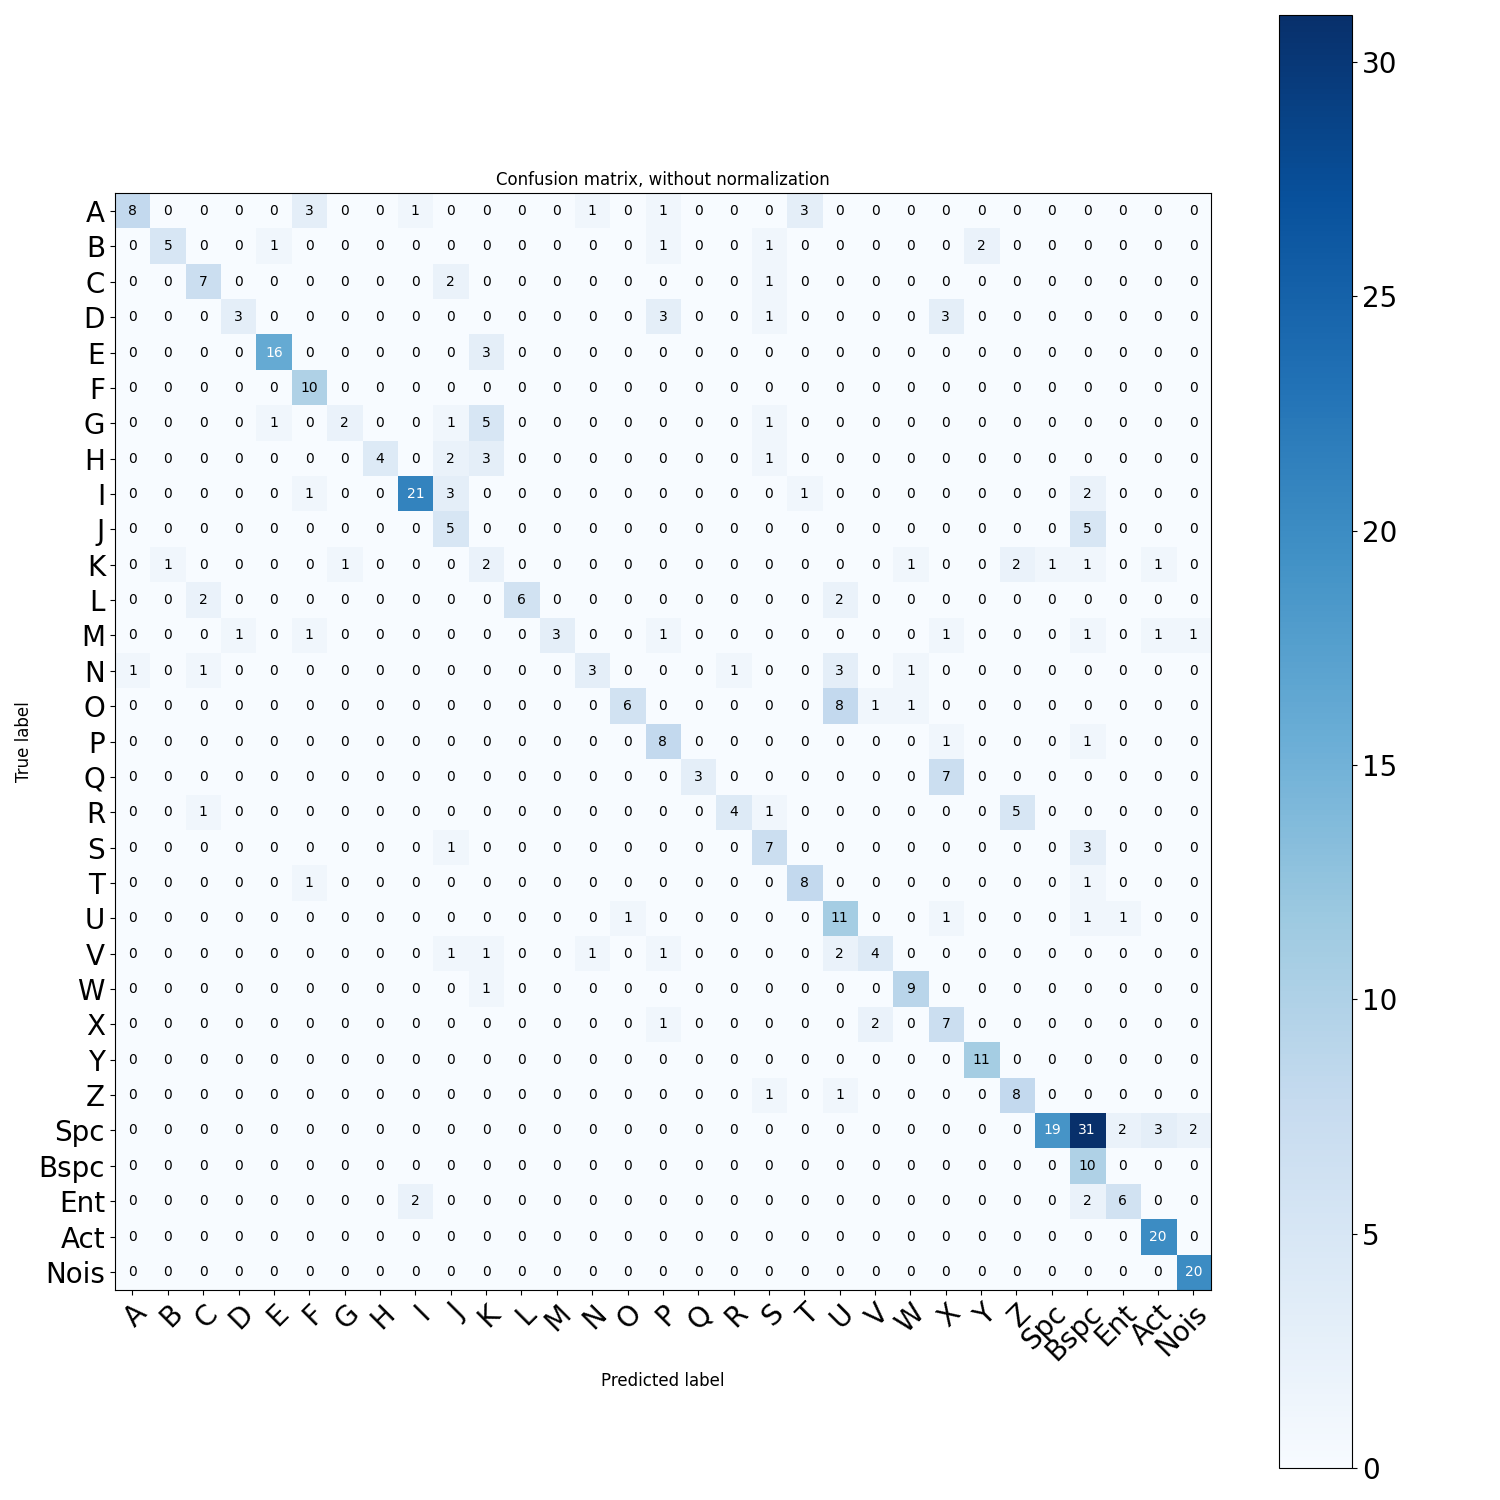 Confusion matrix, without normalization
A 8 0 0 0 0 3 0 0 1 0 0 0 0 1 0 1 0 0 0 3 0 0 0 0 0 0 0 0 0 0 0
B 0 5 0 0 1 0 0 0 0 0 0 0 0 0 0 1 0 0 1 0 0 0 0 0 2 0 0 0 0 0 0
C 0 0 7 0 0 0 0 0 0 2 0 0 0 0 0 0 0 0 1 0 0 0 0 0 0 0 0 0 0 0 0
D 0 0 0 3 0 0 0 0 0 0 0 0 0 0 0 3 0 0 1 0 0 0 0 3 0 0 0 0 0 0 0
E 0 0 0 0 16 0 0 0 0 0 3 0 0 0 0 0 0 0 0 0 0 0 0 0 0 0 0 0 0 0 0
F 0 0 0 0 0 10 0 0 0 0 0 0 0 0 0 0 0 0 0 0 0 0 0 0 0 0 0 0 0 0 0
G 0 0 0 0 1 0 2 0 0 1 5 0 0 0 0 0 0 0 1 0 0 0 0 0 0 0 0 0 0 0 0
H 0 0 0 0 0 0 0 4 0 2 3 0 0 0 0 0 0 0 1 0 0 0 0 0 0 0 0 0 0 0 0
I 0 0 0 0 0 1 0 0 21 3 0 0 0 0 0 0 0 0 0 1 0 0 0 0 0 0 0 2 0 0 0
J 0 0 0 0 0 0 0 0 0 5 0 0 0 0 0 0 0 0 0 0 0 0 0 0 0 0 0 5 0 0 0
K 0 1 0 0 0 0 1 0 0 0 2 0 0 0 0 0 0 0 0 0 0 0 1 0 0 2 1 1 0 1 0
L 0 0 2 0 0 0 0 0 0 0 0 6 0 0 0 0 0 0 0 0 2 0 0 0 0 0 0 0 0 0 0
M 0 0 0 1 0 1 0 0 0 0 0 0 3 0 0 1 0 0 0 0 0 0 0 1 0 0 0 1 0 1 1
N 1 0 1 0 0 0 0 0 0 0 0 0 0 3 0 0 0 1 0 0 3 0 1 0 0 0 0 0 0 0 0
O 0 0 0 0 0 0 0 0 0 0 0 0 0 0 6 0 0 0 0 0 8 1 1 0 0 0 0 0 0 0 0
P 0 0 0 0 0 0 0 0 0 0 0 0 0 0 0 8 0 0 0 0 0 0 0 1 0 0 0 1 0 0 0
Q 0 0 0 0 0 0 0 0 0 0 0 0 0 0 0 0 3 0 0 0 0 0 0 7 0 0 0 0 0 0 0
R 0 0 1 0 0 0 0 0 0 0 0 0 0 0 0 0 0 4 1 0 0 0 0 0 0 5 0 0 0 0 0
S 0 0 0 0 0 0 0 0 0 1 0 0 0 0 0 0 0 0 7 0 0 0 0 0 0 0 0 3 0 0 0
T 0 0 0 0 0 1 0 0 0 0 0 0 0 0 0 0 0 0 0 8 0 0 0 0 0 0 0 1 0 0 0
U 0 0 0 0 0 0 0 0 0 0 0 0 0 0 1 0 0 0 0 0 11 0 0 1 0 0 0 1 1 0 0
V 0 0 0 0 0 0 0 0 0 1 1 0 0 1 0 1 0 0 0 0 2 4 0 0 0 0 0 0 0 0 0
W 0 0 0 0 0 0 0 0 0 0 1 0 0 0 0 0 0 0 0 0 0 0 9 0 0 0 0 0 0 0 0
X 0 0 0 0 0 0 0 0 0 0 0 0 0 0 0 1 0 0 0 0 0 2 0 7 0 0 0 0 0 0 0
Y 0 0 0 0 0 0 0 0 0 0 0 0 0 0 0 0 0 0 0 0 0 0 0 0 11 0 0 0 0 0 0
Z 0 0 0 0 0 0 0 0 0 0 0 0 0 0 0 0 0 0 1 0 1 0 0 0 0 8 0 0 0 0 0
Spc 0 0 0 0 0 0 0 0 0 0 0 0 0 0 0 0 0 0 0 0 0 0 0 0 0 0 19 31 2 3 2
Bspc 0 0 0 0 0 0 0 0 0 0 0 0 0 0 0 0 0 0 0 0 0 0 0 0 0 0 0 10 0 0 0
Ent 0 0 0 0 0 0 0 0 2 0 0 0 0 0 0 0 0 0 0 0 0 0 0 0 0 0 0 2 6 0 0
Act 0 0 0 0 0 0 0 0 0 0 0 0 0 0 0 0 0 0 0 0 0 0 0 0 0 0 0 0 0 20 0
Nois 0 0 0 0 0 0 0 0 0 0 0 0 0 0 0 0 0 0 0 0 0 0 0 0 0 0 0 0 0 0 20
A B C D E F G H I J K L M N O P Q R S T U V W X Y Z Spc Bspc Ent Act Nois
Predicted label
True label
30
25
20
15
10
5
0